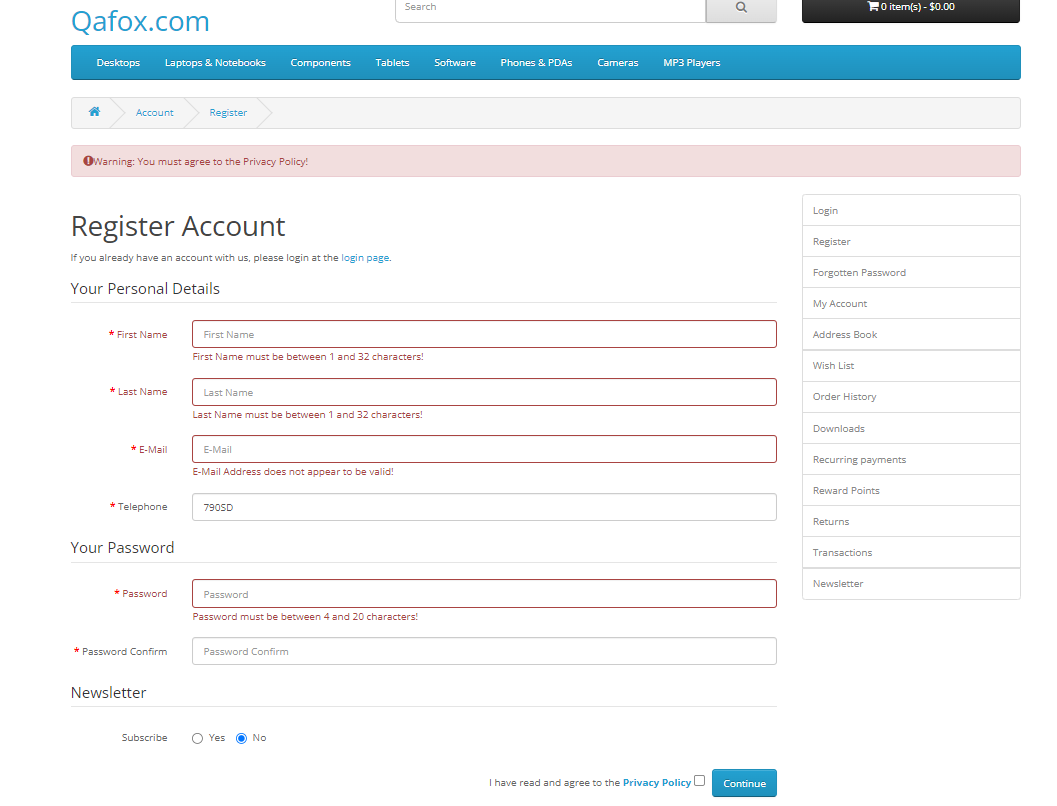 Qafox.com
Search
0 item(s) - $0.00
Desktops Laptops & Notebooks Components Tablets Software Phones & PDAs Cameras MP3 Players
Account Register
Warning: You must agree to the Privacy Policy!
Register Account
If you already have an account with us, please login at the login page.
Your Personal Details
* First Name First Name
First Name must be between 1 and 32 characters!
* Last Name Last Name
Last Name must be between 1 and 32 characters!
* E-Mail E-Mail
E-Mail Address does not appear to be valid!
* Telephone 790SD
Your Password
* Password Password
Password must be between 4 and 20 characters!
* Password Confirm Password Confirm
Newsletter
Subscribe Yes No
I have read and agree to the Privacy Policy Continue
Login
Register
Forgotten Password
My Account
Address Book
Wish List
Order History
Downloads
Recurring payments
Reward Points
Returns
Transactions
Newsletter